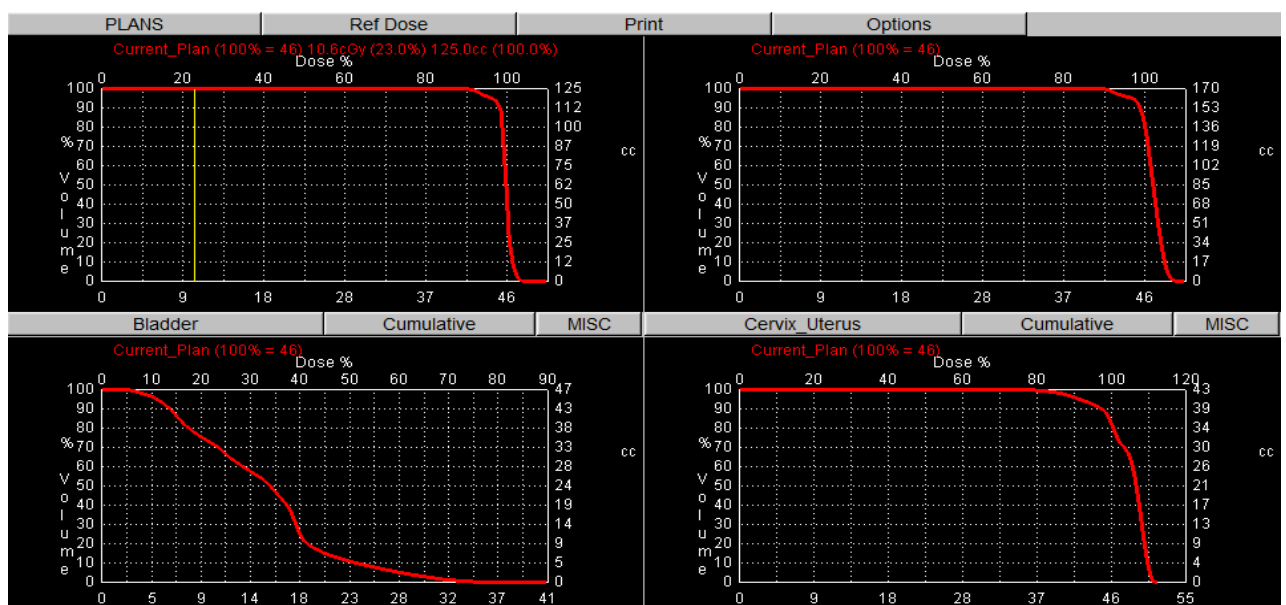 PLANS Ref Dose Print Options
Current_Plan (100% = 46) 10.6cGy (23.0%) 125.0cc (100.0%)
Dose %
0 20 40 60 80 100
100 125
90 112
80 100
% 70 87
cc
60 75
V
50 62
o
40 50
l
30 37
u
20 25
m
10 12
e
0 0
0 9 18 28 37 46
Current_Plan (100% = 46)
Dose %
0 20 40 60 80 100
100 170
90 153
80 136
% 70 119
cc
60 102
V
50 85
o
40 68
l
30 51
u
20 34
m
10 17
e
0 0
0 9 18 28 37 46
Bladder Cumulative MISC
Cervix_Uterus Cumulative MISC
Current_Plan (100% = 46)
Dose %
0 10 20 30 40 50 60 70 80 90
100 47
90 43
80 38
% 70 33
cc
60 28
V
50 24
o
40 19
l
30 14
u
20 9
m
10 5
e
0 0
0 5 9 14 18 23 28 32 37 41
Current_Plan (100% = 46)
Dose %
0 20 40 60 80 100 120
100 43
90 39
80 34
% 70 30
cc
60 26
V
50 21
o
40 17
l
30 13
u
20 9
m
10 4
e
0 0
0 9 18 28 37 46 55